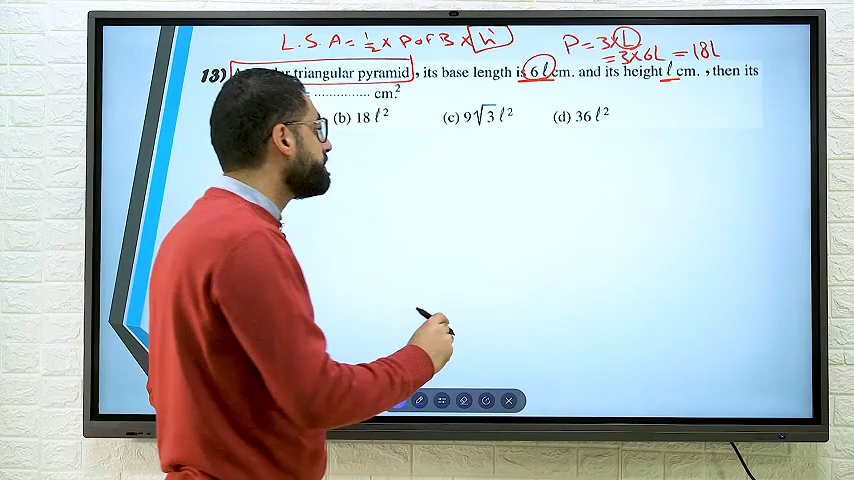 L.S.A = 1/2 × P of B × h'
P = 3×L
= 3×6L = 18L
13) triangular pyramid , its base length is 6 ℓ cm. and its height ℓ cm. , then its
= ............... cm.²
(b) 18 ℓ² (c) 9√3 ℓ² (d) 36 ℓ²